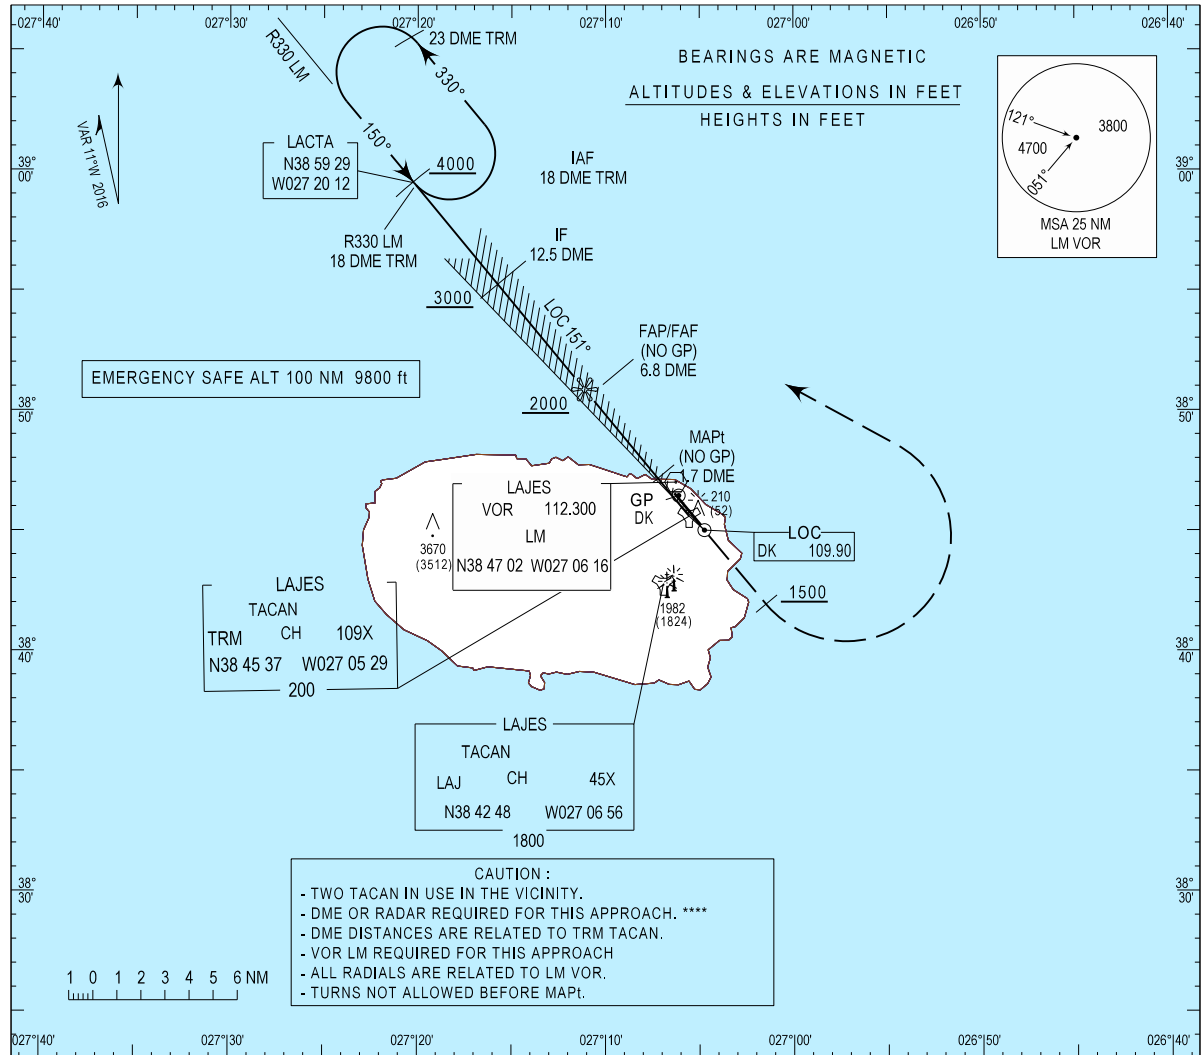 027°40' 027°30' 027°20' 027°10' 027°00' 026°50' 026°40'
23 DME TRM
R330 LM
330°
150°
BEARINGS ARE MAGNETIC
ALTITUDES & ELEVATIONS IN FEET
HEIGHTS IN FEET
121°
3800
4700
051°
MSA 25 NM
LM VOR
VAR 11°W 2016
LACTA
N38 59 29
W027 20 12
4000
IAF
18 DME TRM
39°
00'
39°
00'
R330 LM
18 DME TRM
IF
12.5 DME
3000
LOC 151°
FAP/FAF
(NO GP)
6.8 DME
EMERGENCY SAFE ALT 100 NM 9800 ft
2000
38°
50'
38°
50'
MAPt
(NO GP)
1.7 DME
LAJES
VOR 112.300
LM
N38 47 02 W027 06 16
GP
DK
210
(52)
3670
(3512)
LOC
DK 109.90
1500
LAJES
TACAN
TRM CH 109X
N38 45 37 W027 05 29
200
1982
(1824)
38°
40'
38°
40'
LAJES
TACAN
LAJ CH 45X
N38 42 48 W027 06 56
1800
CAUTION :
- TWO TACAN IN USE IN THE VICINITY.
- DME OR RADAR REQUIRED FOR THIS APPROACH. ****
- DME DISTANCES ARE RELATED TO TRM TACAN.
- VOR LM REQUIRED FOR THIS APPROACH
- ALL RADIALS ARE RELATED TO LM VOR.
- TURNS NOT ALLOWED BEFORE MAPt.
38°
30'
38°
30'
1 0 1 2 3 4 5 6 NM
027°40' 027°30' 027°20' 027°10' 027°00' 026°50' 026°40'